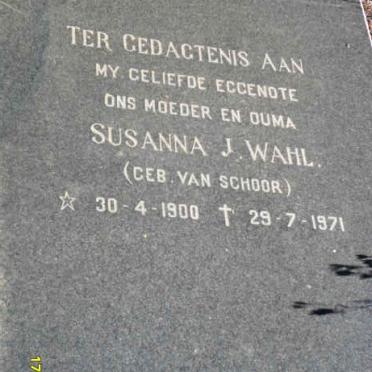 TER GEDAGTENIS AAN
MY GELIEFDE EGGENOTE
ONS MOEDER EN OUMA
SUSANNA J. WAHL.
(GEB. VAN SCHOOR)
☆ 30-4-1900 ✝ 29-7-1971
17